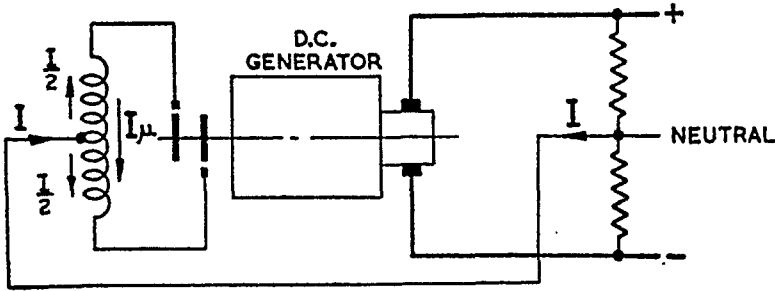 D.C.
GENERATOR
+
I/2
I
Iμ
I
NEUTRAL
I/2
-